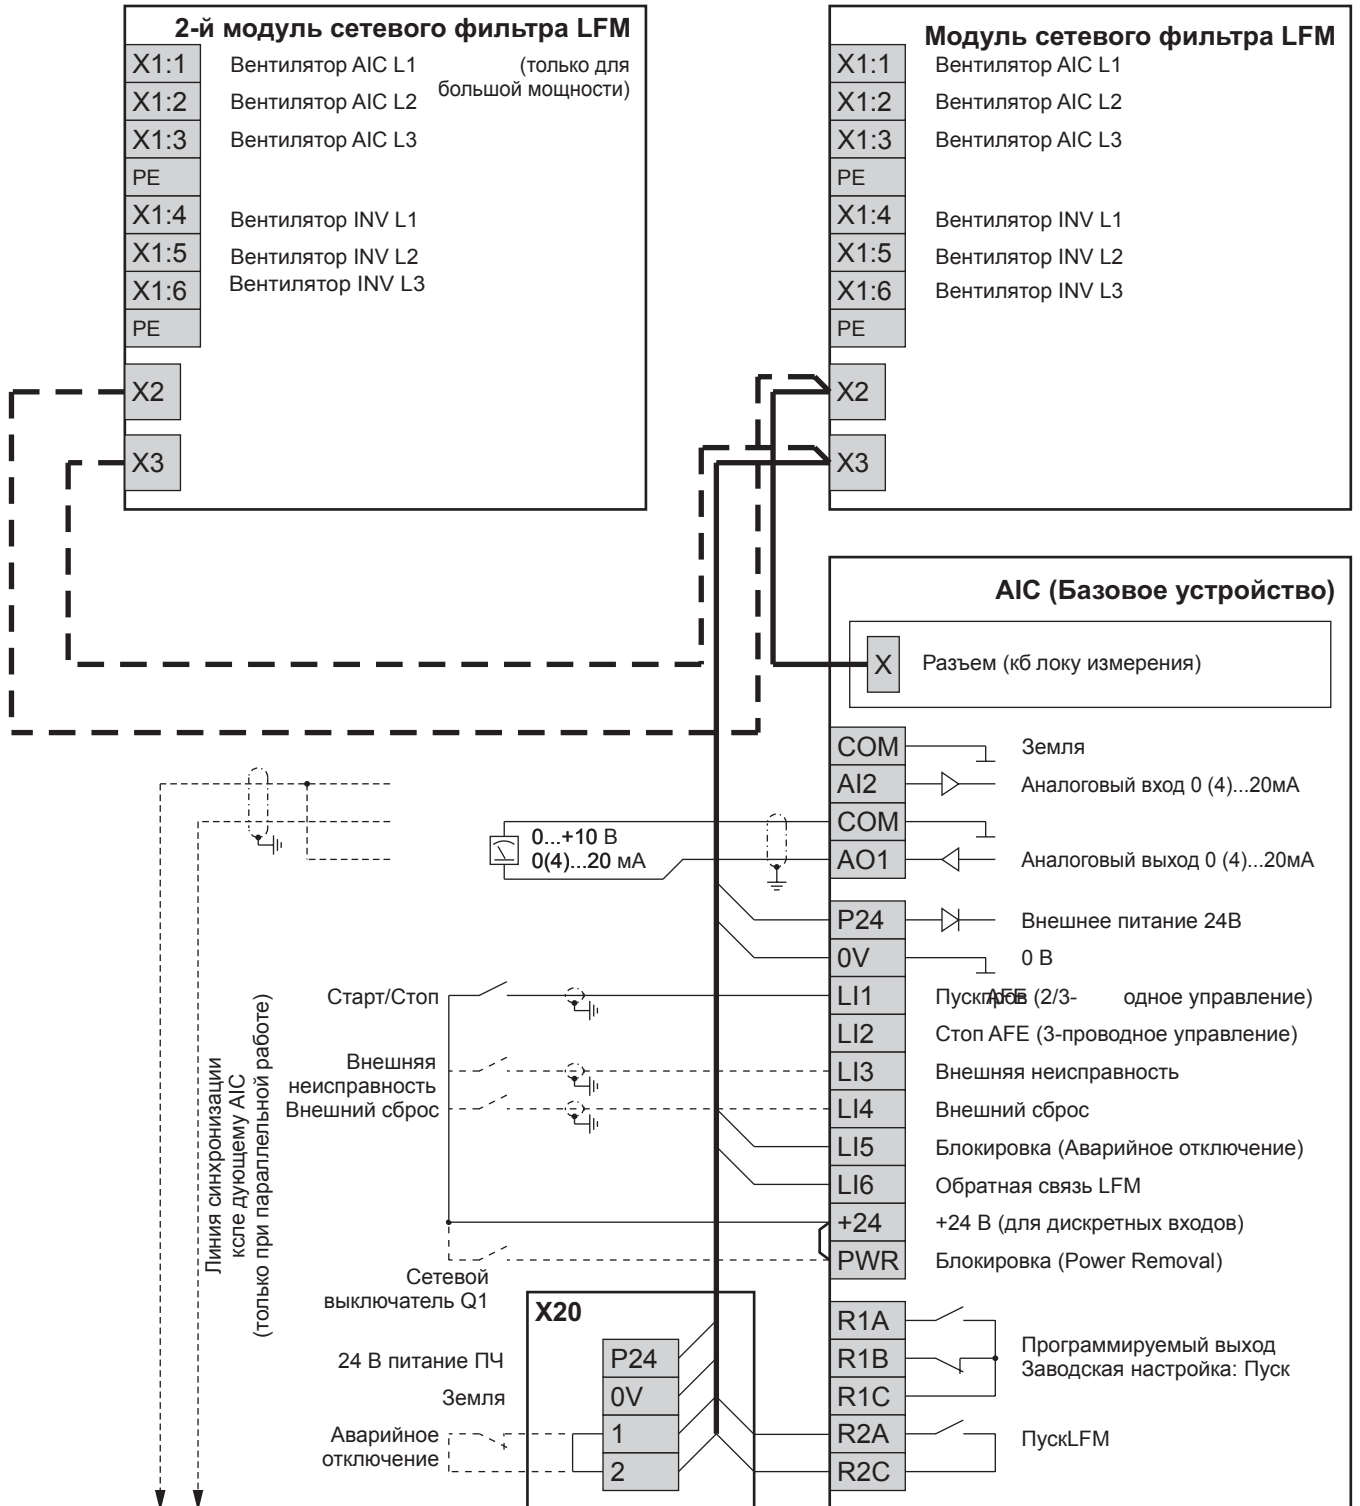 2-й модуль сетевого фильтра LFM
X1:1 Вентилятор AIC L1 (только для
большой мощности)
X1:2 Вентилятор AIC L2
X1:3 Вентилятор AIC L3
PE
X1:4 Вентилятор INV L1
X1:5 Вентилятор INV L2
X1:6 Вентилятор INV L3
PE
X2
X3
Модуль сетевого фильтра LFM
X1:1 Вентилятор AIC L1
X1:2 Вентилятор AIC L2
X1:3 Вентилятор AIC L3
PE
X1:4 Вентилятор INV L1
X1:5 Вентилятор INV L2
X1:6 Вентилятор INV L3
PE
X2
X3
AIC (Базовое устройство)
X Разъем (кб локу измерения)
COM Земля
AI2 Аналоговый вход 0 (4)...20мА
COM
0...+10 В
0(4)...20 мА
AO1 Аналоговый выход 0 (4)...20мА
P24 Внешнее питание 24В
0V 0 В
Старт/Стоп LI1 Пуск AFE (2/3- одное управление)
LI2 Стоп AFE (3-проводное управление)
Внешняя
неисправность
LI3 Внешняя неисправность
Внешний сброс LI4 Внешний сброс
LI5 Блокировка (Аварийное отключение)
LI6 Обратная связь LFM
+24 +24 В (для дискретных входов)
PWR Блокировка (Power Removal)
Сетевой
выключатель Q1
Линия синхронизации
ксле дующему AIC
(только при параллельной работе)
X20
24 В питание ПЧ P24
Земля 0V
Аварийное
отключение
1
2
R1A
R1B
R1C
Программируемый выход
Заводская настройка: Пуск
R2A
R2C
ПускLFM